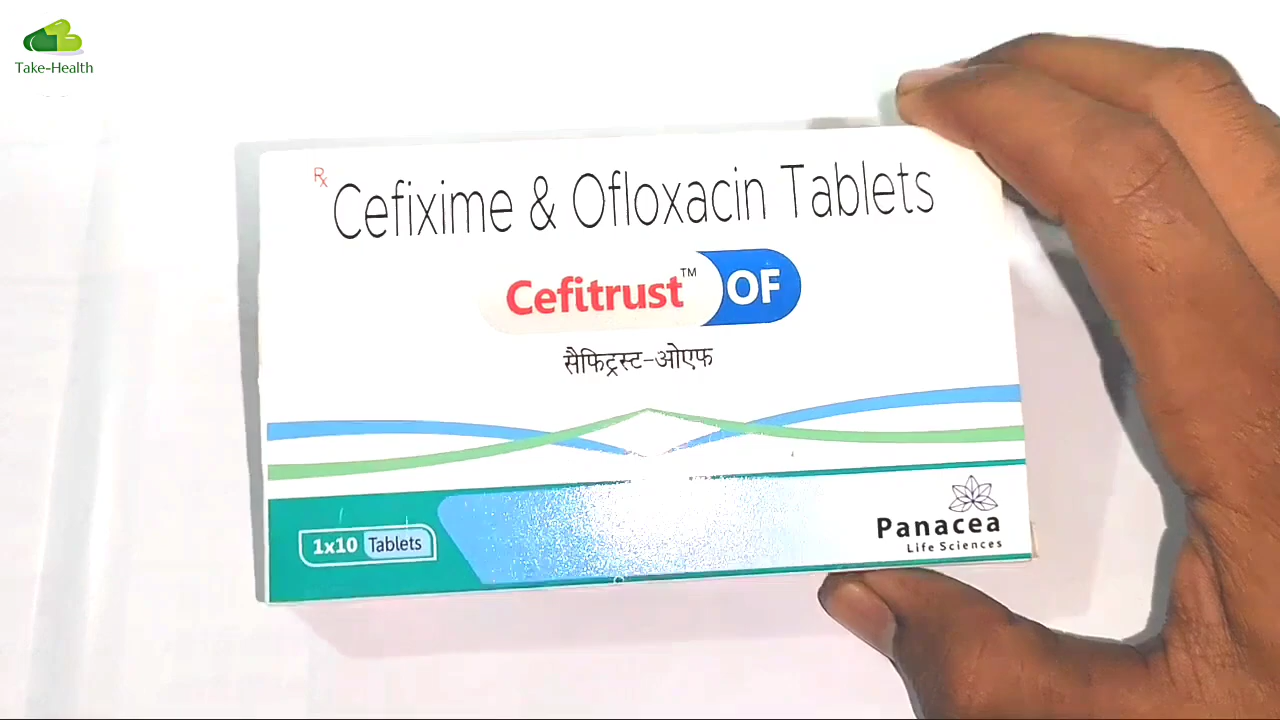 Take-Health
Rx Cefixime & Ofloxacin Tablets
Cefitrust™ OF
सैफिट्रस्ट-ओएफ
1x10 Tablets
Panacea
Life Sciences